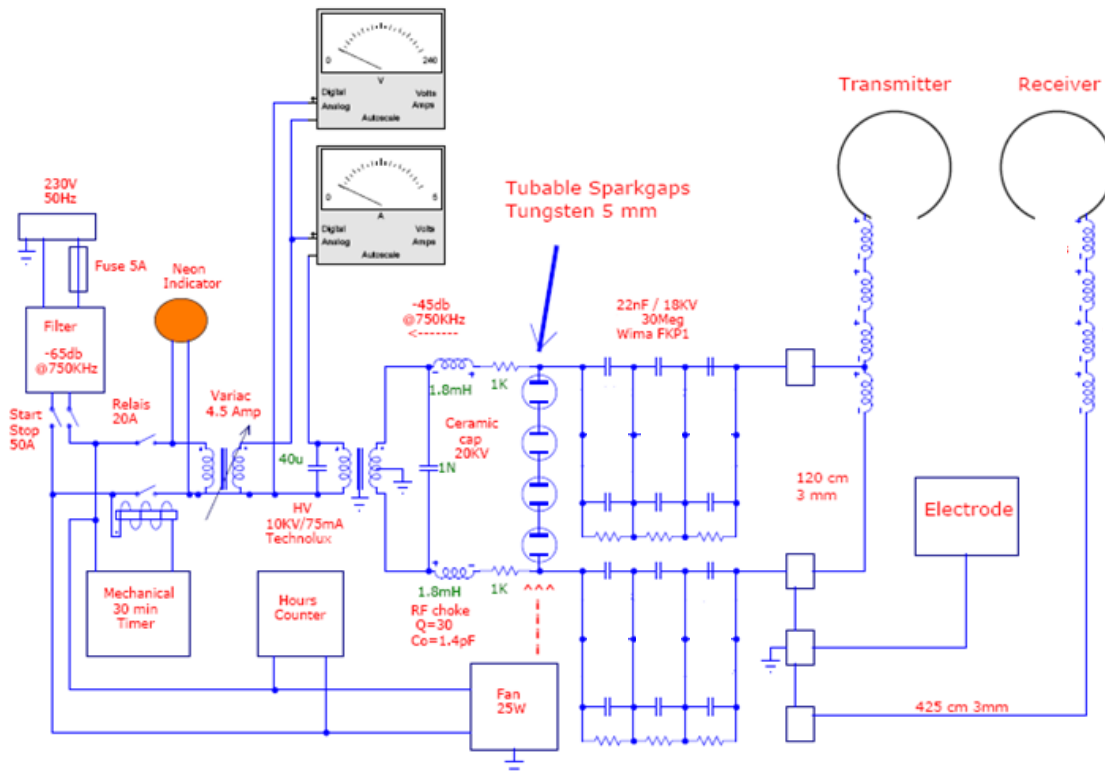 0
240
V
Digital
Analog
Volts
Amps
Autoscale
0
5
A
Digital
Analog
Volts
Amps
Autoscale
Transmitter
Receiver
Tubable Sparkgaps
Tungsten 5 mm
230V
50Hz
Fuse 5A
Neon
Indicator
Filter
-65db
@750KHz
Start
Stop
50A
Relais
20A
Variac
4.5 Amp
40u
HV
10KV/75mA
Technolux
-45db
@750KHz
<-------
1.8mH
1K
Ceramic
cap
20KV
1N
1.8mH
1K
RF choke
Q=30
Co=1.4pF
^^^
22nF / 18KV
30Meg
Wima FKP1
120 cm
3 mm
Electrode
425 cm 3mm
Mechanical
30 min
Timer
Hours
Counter
Fan
25W